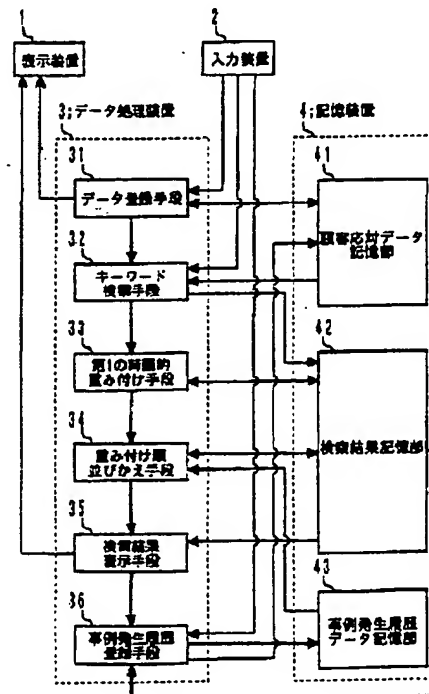 1
表示装置
2
入力装置
3;データ処理装置
31
データ登録手段
32
キーワード
検索手段
33
第1の時間的
重み付け手段
34
重み付け順
並びかえ手段
35
検索結果
表示手段
36
事例発生履歴
登録手段
4;記憶装置
41
顧客応対データ
記憶部
42
検索結果記憶部
43
事例発生履歴
データ記憶部